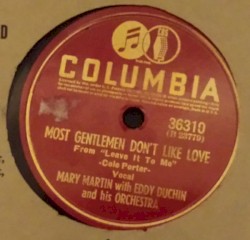 CBS
COLUMBIA
36310
MOST GENTLEMEN DON'T LIKE LOVE
From "Leave It To Me"
-Cole Porter-
Vocal
MARY MARTIN with EDDY DUCHIN
and his ORCHESTRA